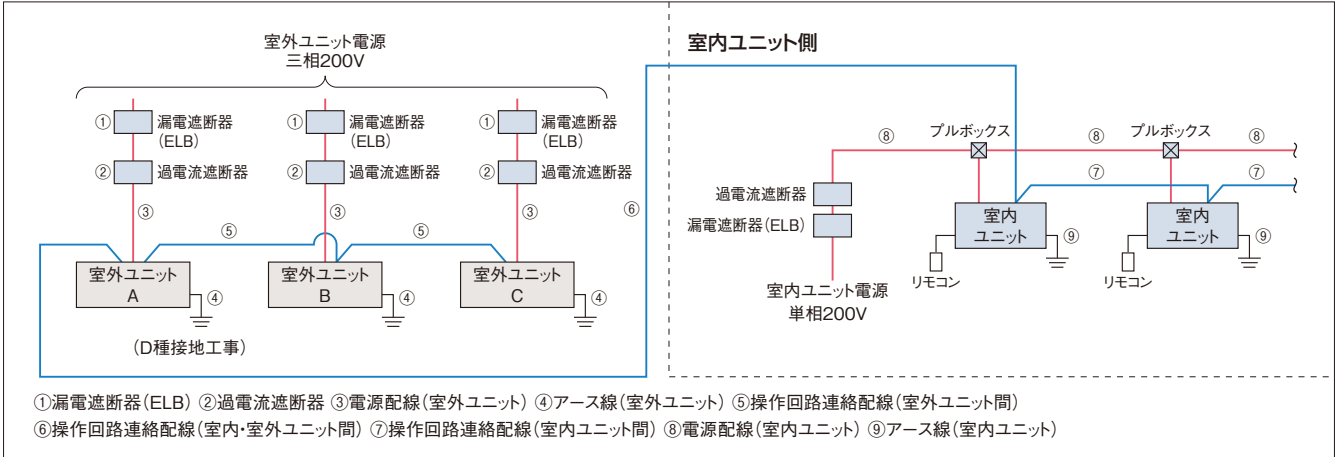 室外ユニット電源
三相200V
① 漏電遮断器
(ELB)
① 漏電遮断器
(ELB)
① 漏電遮断器
(ELB)
② 過電流遮断器
② 過電流遮断器
② 過電流遮断器
③
③
③
⑥
⑤
⑤
室外ユニット
A
④
室外ユニット
B
④
室外ユニット
C
④
(D種接地工事)
室内ユニット側
プルボックス
プルボックス
⑧
⑧
⑧
⑦
⑦
過電流遮断器
漏電遮断器(ELB)
室内ユニット電源
単相200V
室内
ユニット
⑨
リモコン
室内
ユニット
⑨
リモコン
①漏電遮断器(ELB) ②過電流遮断器 ③電源配線(室外ユニット) ④アース線(室外ユニット) ⑤操作回路連絡配線(室外ユニット間)
⑥操作回路連絡配線(室内・室外ユニット間) ⑦操作回路連絡配線(室内ユニット間) ⑧電源配線(室内ユニット) ⑨アース線(室内ユニット)